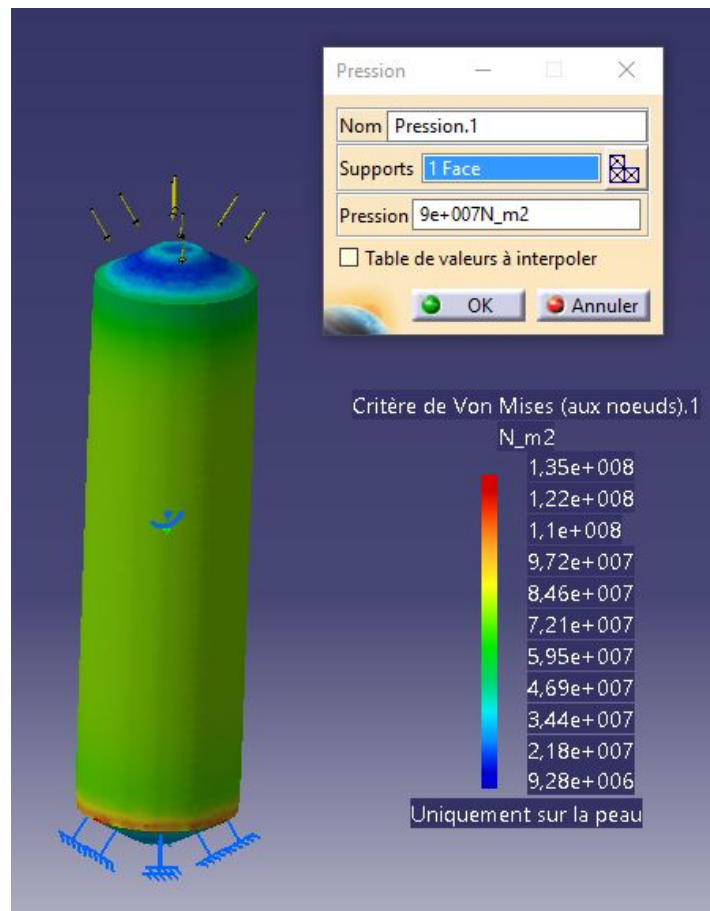 Pression
Nom Pression.1
Supports 1 Face
Pression 9e+007N_m2
Table de valeurs à interpoler
OK Annuler
Critère de Von Mises (aux noeuds).1
N_m2
1,35e+008
1,22e+008
1,1e+008
9,72e+007
8,46e+007
7,21e+007
5,95e+007
4,69e+007
3,44e+007
2,18e+007
9,28e+006
Uniquement sur la peau